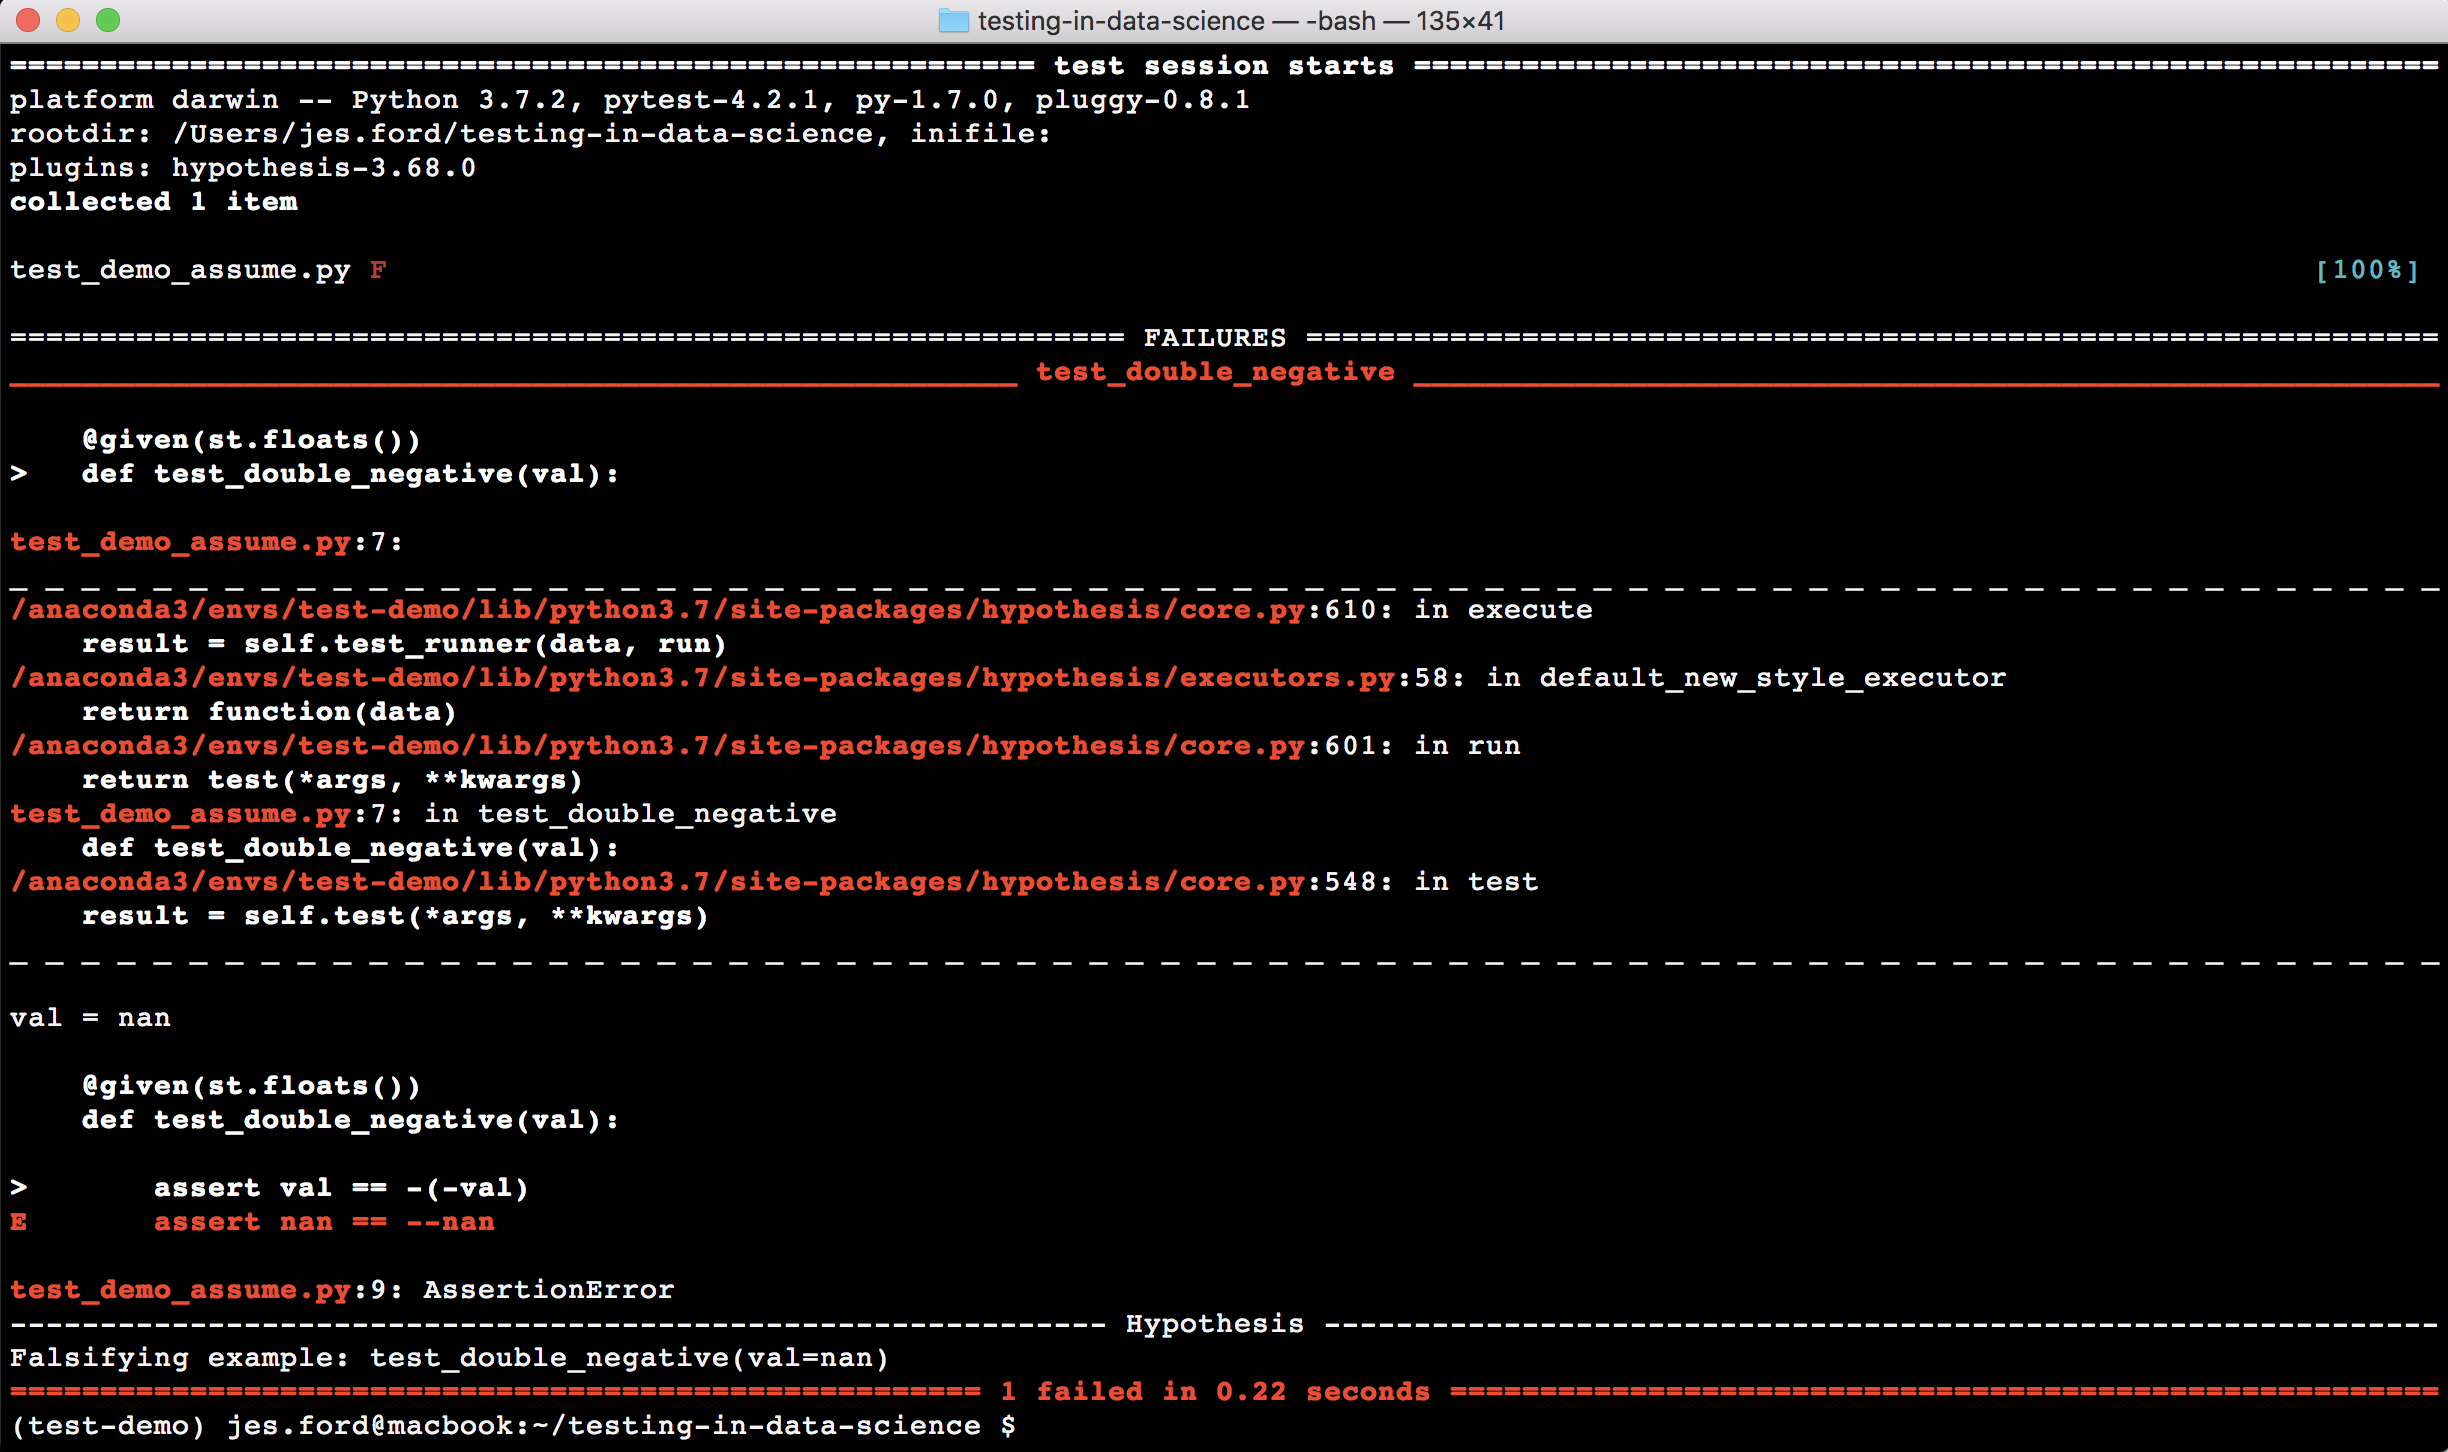 testing-in-data-science — -bash — 135×41
========================================================= test session starts =========================================================
platform darwin -- Python 3.7.2, pytest-4.2.1, py-1.7.0, pluggy-0.8.1
rootdir: /Users/jes.ford/testing-in-data-science, inifile:
plugins: hypothesis-3.68.0
collected 1 item
test_demo_assume.py F [100%]
============================================================== FAILURES ===============================================================
________________________________________________________ test_double_negative _________________________________________________________
    @given(st.floats())
>   def test_double_negative(val):
test_demo_assume.py:7:
_ _ _ _ _ _ _ _ _ _ _ _ _ _ _ _ _ _ _ _ _ _ _ _ _ _ _ _ _ _ _ _ _ _ _ _ _ _ _ _ _ _ _ _ _ _ _ _ _ _ _ _ _ _ _ _ _ _ _ _ _ _ _ _ _ _ _ _
/anaconda3/envs/test-demo/lib/python3.7/site-packages/hypothesis/core.py:610: in execute
    result = self.test_runner(data, run)
/anaconda3/envs/test-demo/lib/python3.7/site-packages/hypothesis/executors.py:58: in default_new_style_executor
    return function(data)
/anaconda3/envs/test-demo/lib/python3.7/site-packages/hypothesis/core.py:601: in run
    return test(*args, **kwargs)
test_demo_assume.py:7: in test_double_negative
    def test_double_negative(val):
/anaconda3/envs/test-demo/lib/python3.7/site-packages/hypothesis/core.py:548: in test
    result = self.test(*args, **kwargs)
_ _ _ _ _ _ _ _ _ _ _ _ _ _ _ _ _ _ _ _ _ _ _ _ _ _ _ _ _ _ _ _ _ _ _ _ _ _ _ _ _ _ _ _ _ _ _ _ _ _ _ _ _ _ _ _ _ _ _ _ _ _ _ _ _ _ _ _
val = nan
    @given(st.floats())
    def test_double_negative(val):
>       assert val == -(-val)
E       assert nan == --nan
test_demo_assume.py:9: AssertionError
------------------------------------------------------------- Hypothesis --------------------------------------------------------------
Falsifying example: test_double_negative(val=nan)
====================================================== 1 failed in 0.22 seconds =======================================================
(test-demo) jes.ford@macbook:~/testing-in-data-science $